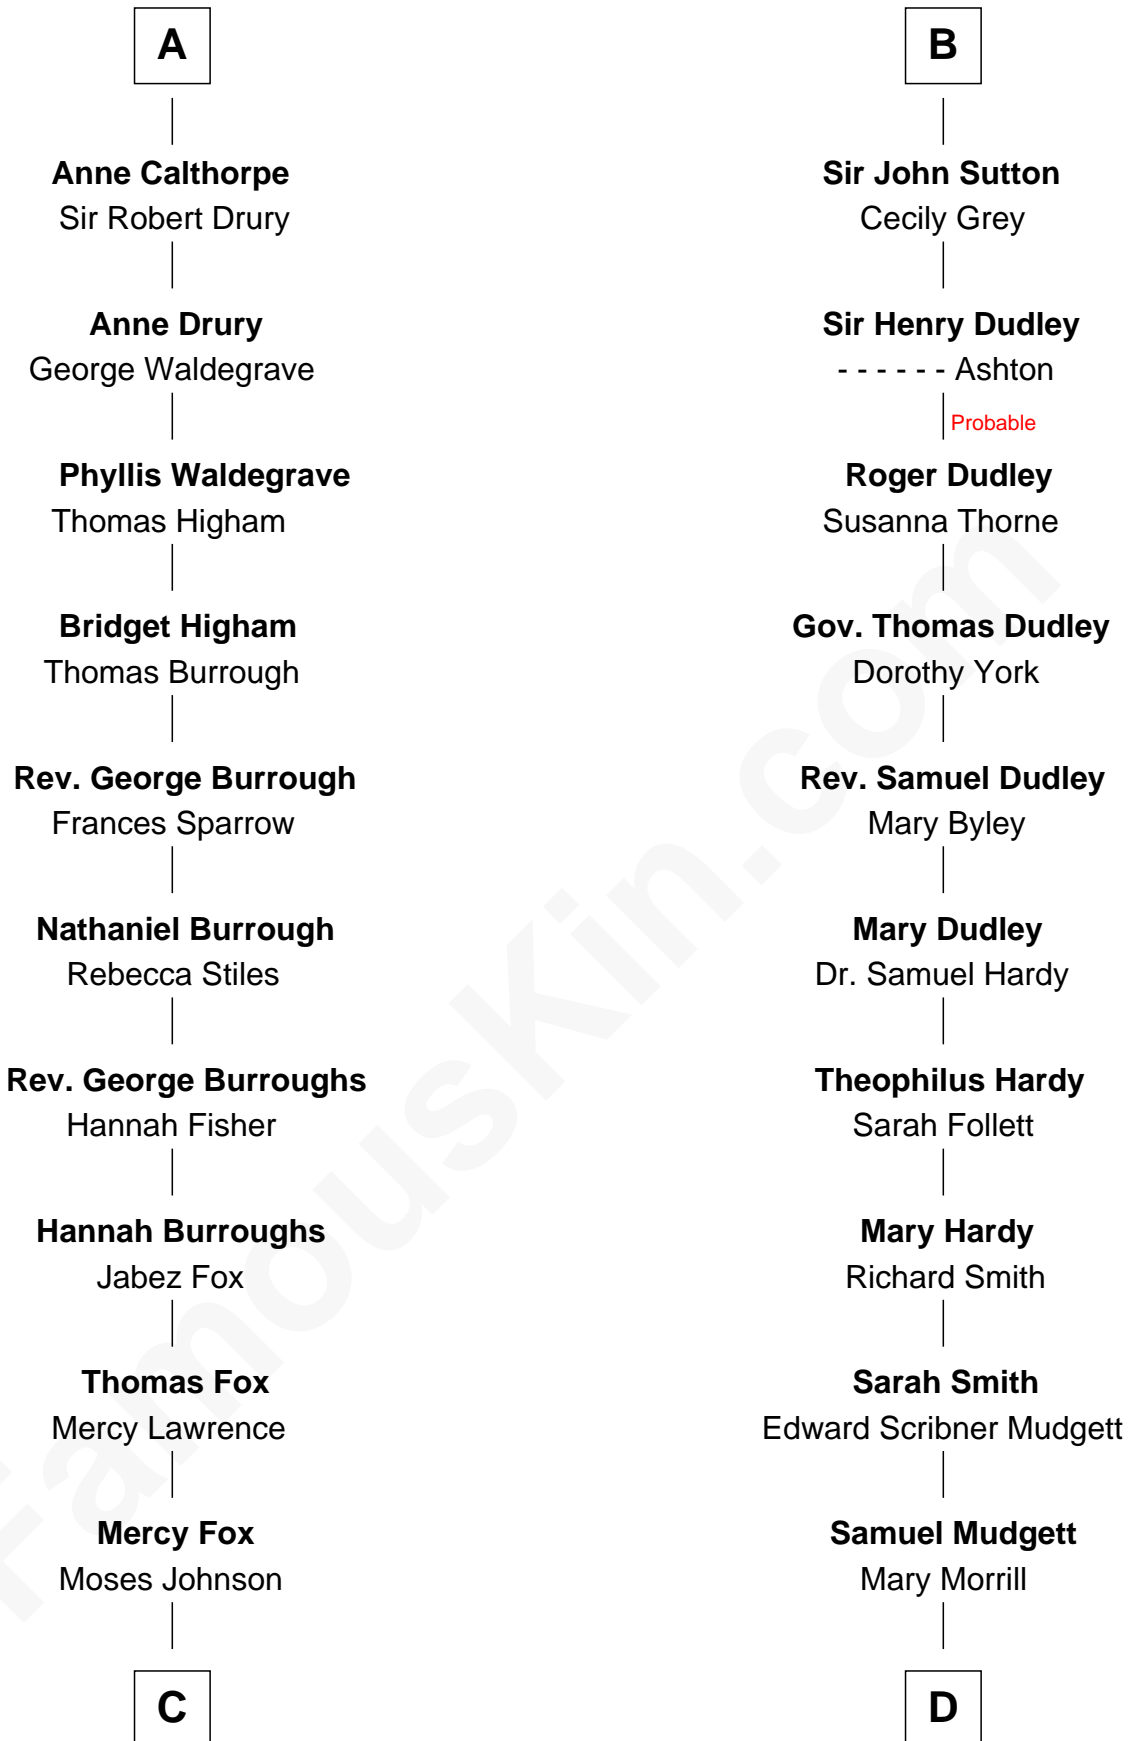 A
Anne Calthorpe
Sir Robert Drury
Anne Drury
George Waldegrave
Phyllis Waldegrave
Thomas Higham
Bridget Higham
Thomas Burrough
Rev. George Burrough
Frances Sparrow
Nathaniel Burrough
Rebecca Stiles
Rev. George Burroughs
Hannah Fisher
Hannah Burroughs
Jabez Fox
Thomas Fox
Mercy Lawrence
Mercy Fox
Moses Johnson
C
B
Sir John Sutton
Cecily Grey
Sir Henry Dudley
- - - - - - Ashton
Probable
Roger Dudley
Susanna Thorne
Gov. Thomas Dudley
Dorothy York
Rev. Samuel Dudley
Mary Byley
Mary Dudley
Dr. Samuel Hardy
Theophilus Hardy
Sarah Follett
Mary Hardy
Richard Smith
Sarah Smith
Edward Scribner Mudgett
Samuel Mudgett
Mary Morrill
D
FamousKin.com